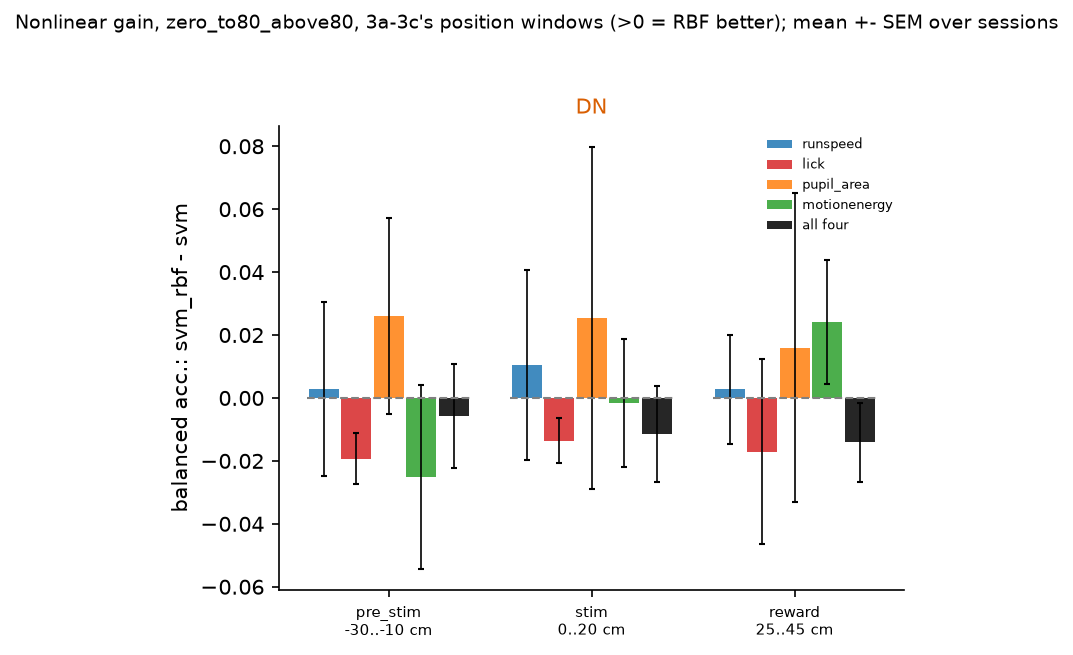 Nonlinear gain, zero_to80_above80, 3a-3c's position windows (>0 = RBF better); mean +- SEM over sessions
DN
balanced acc.: svm_rbf - svm
0.08
0.06
0.04
0.02
0.00
−0.02
−0.04
−0.06
runspeed
lick
pupil_area
motionenergy
all four
pre_stim
-30..-10 cm
stim
0..20 cm
reward
25..45 cm